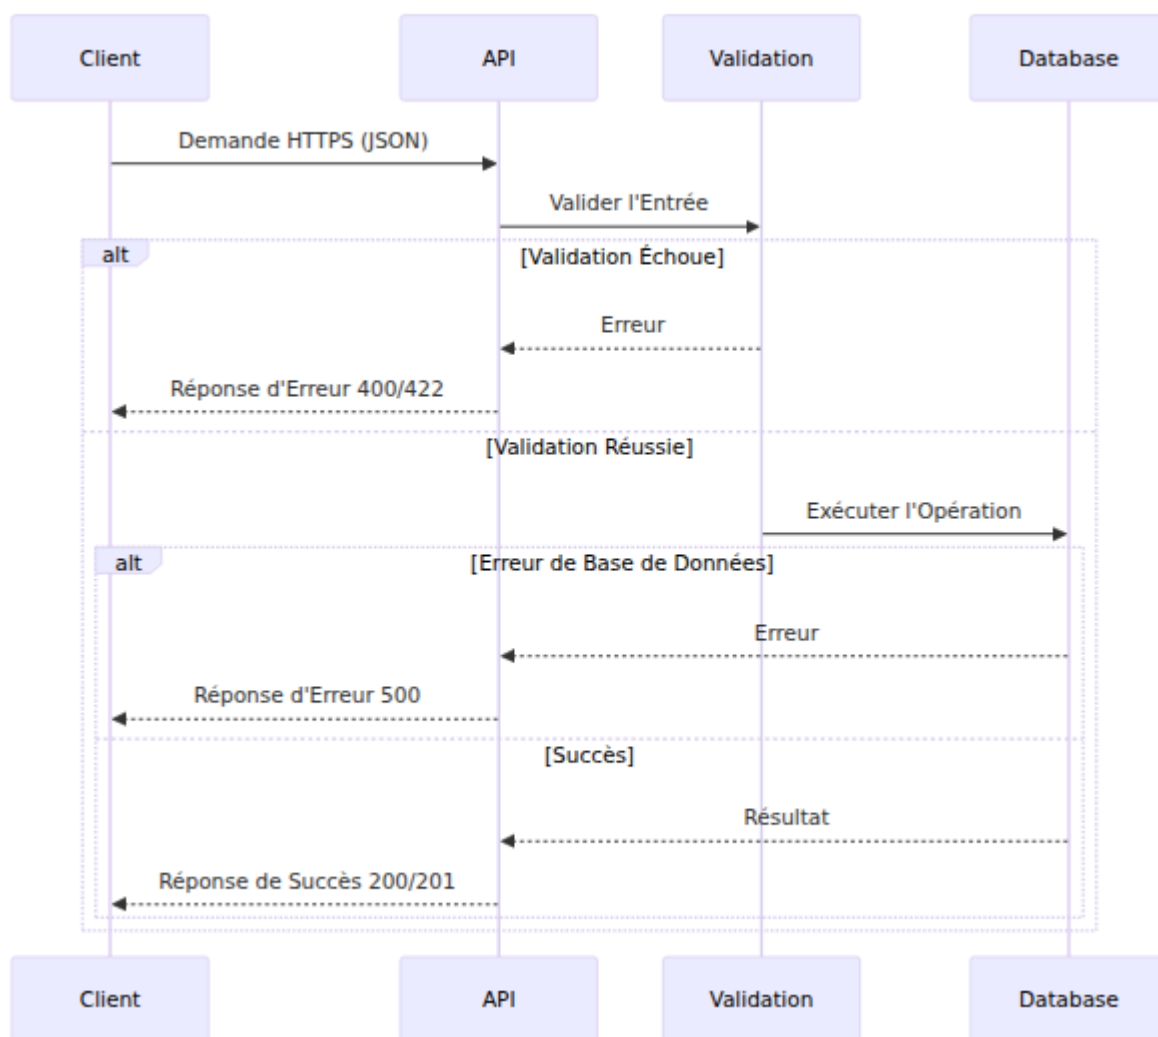 Client
API
Validation
Database
Demande HTTPS (JSON)
Valider l'Entrée
alt
[Validation Échoue]
Erreur
Réponse d'Erreur 400/422
[Validation Réussie]
Exécuter l'Opération
alt
[Erreur de Base de Données]
Erreur
Réponse d'Erreur 500
[Succès]
Résultat
Réponse de Succès 200/201
Client
API
Validation
Database